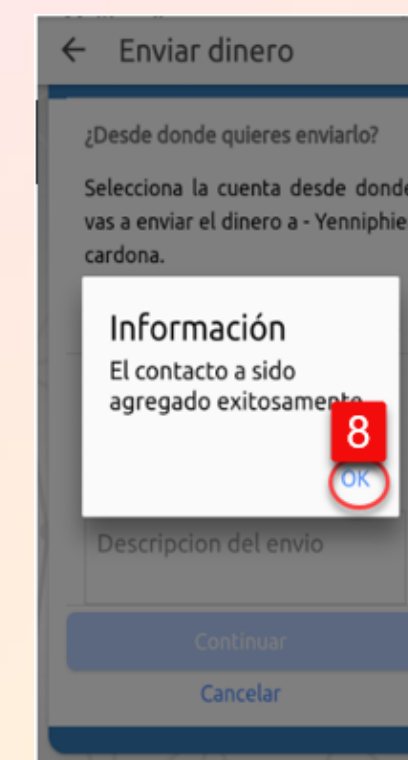 ← Enviar dinero
¿Desde donde quieres enviarlo?
Selecciona la cuenta desde donde
vas a enviar el dinero a - Yenniphie
cardona.
Información
El contacto a sido
agregado exitosamente
8
OK
Descripcion del envio
Continuar
Cancelar